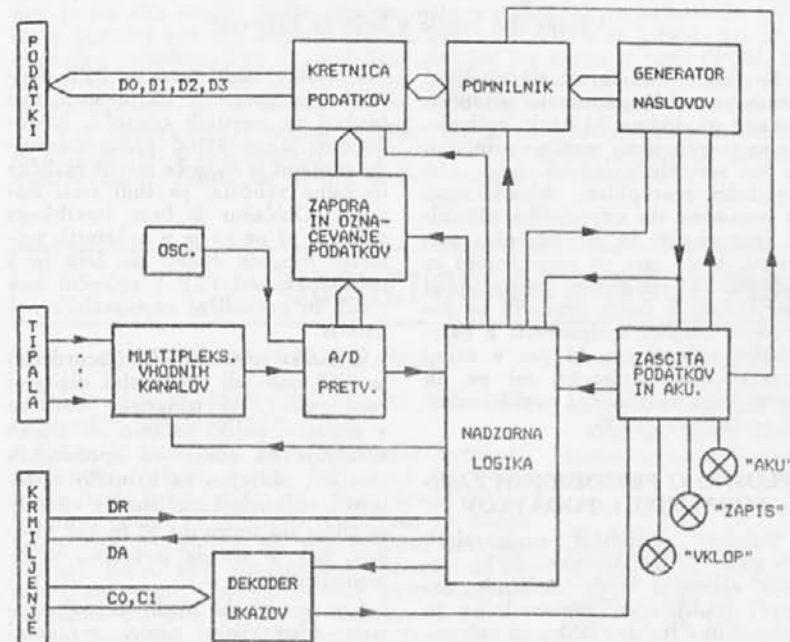 PODATKI
D0, D1, D2, D3
KRETNICA
PODATKOV
POMNILNIK
GENERATOR
NASLOVOV
ZAPORA
IN OZNA-
ČEVANJE
PODATKOV
OSC.
TIPALA
MULTIPLEKS.
VHODNIH
KANALOV
A/D
PRETV.
NADZORNA
LOGIKA
ZAŠČITA
PODATKOV
IN AKU.
"AKU"
"ZAPIS"
"VKLOP"
KRMILJENJE
DR
DA
C0, C1
DEKODER
UKAZOV